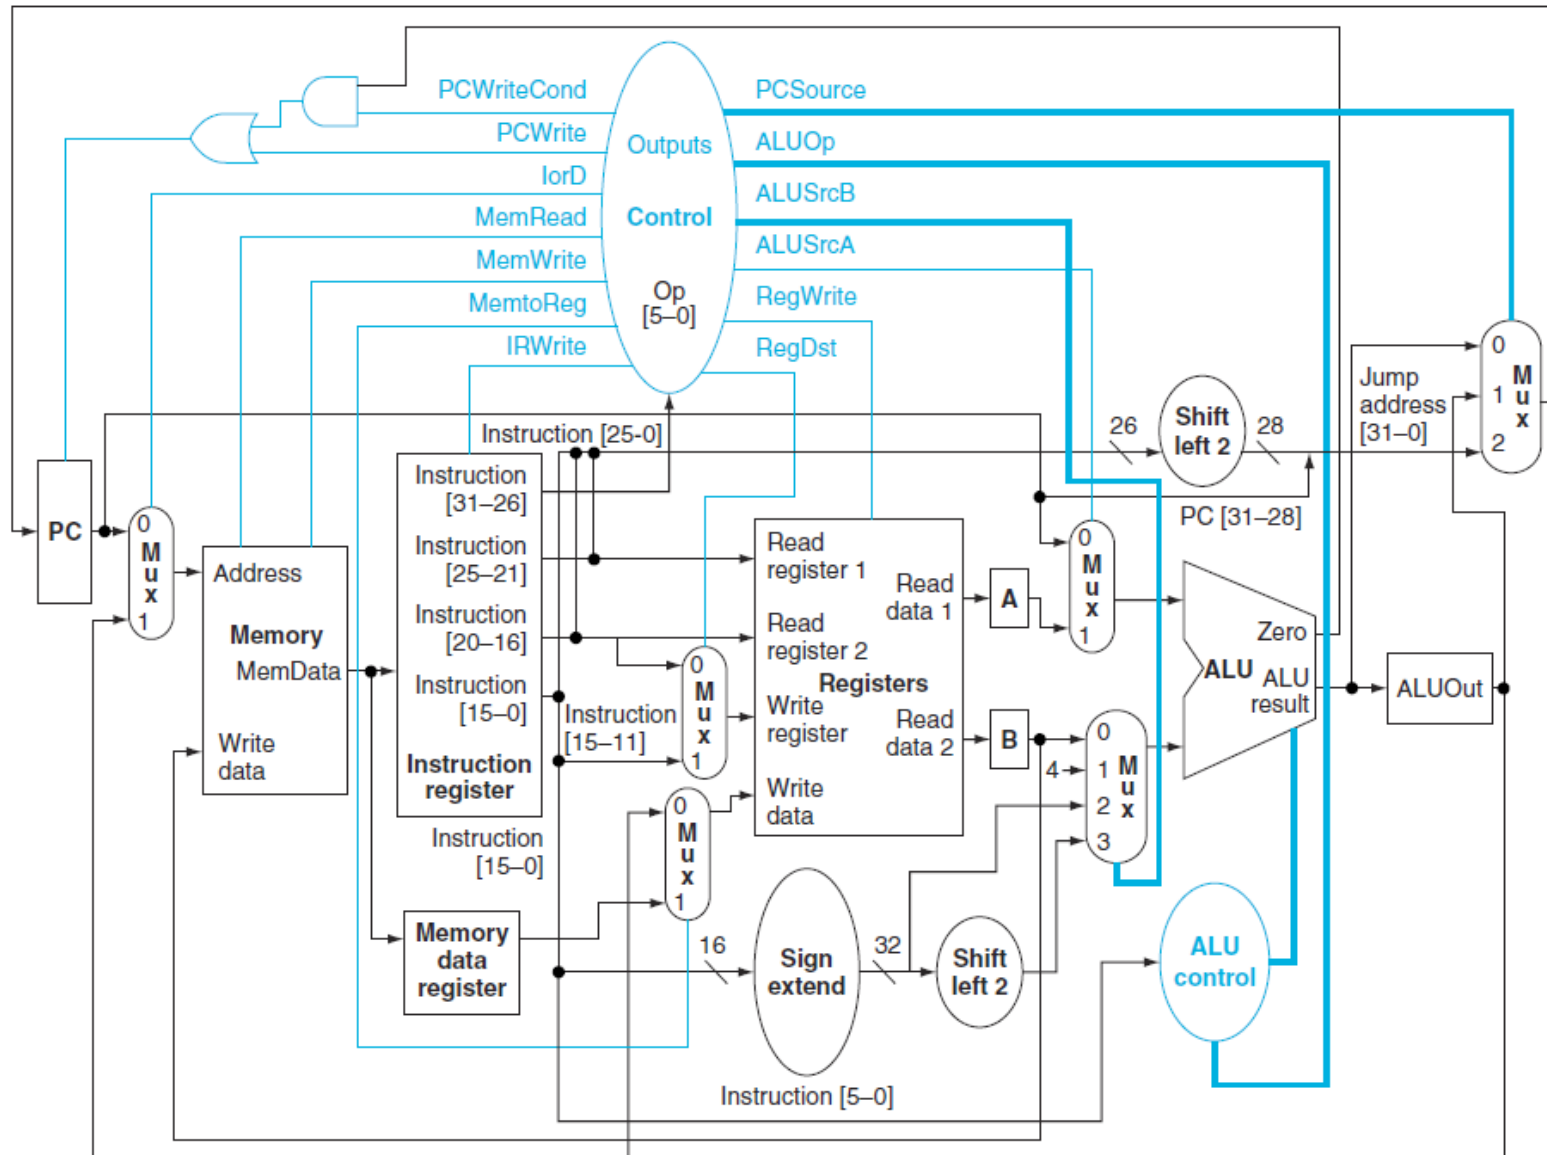 PCWriteCond
PCWrite
IorD
MemRead
MemWrite
MemtoReg
IRWrite
Outputs
Control
Op
[5–0]
PCSource
ALUOp
ALUSrcB
ALUSrcA
RegWrite
RegDst
PC
0
M
u
x
1
Address
Memory
MemData
Write
data
Instruction [25-0]
Instruction
[31–26]
Instruction
[25–21]
Instruction
[20–16]
Instruction
[15–0]
Instruction
register
Instruction
[15–0]
Memory
data
register
Instruction
[15–11]
0
M
u
x
1
0
M
u
x
1
Read
register 1
Read
register 2
Registers
Write
register
Write
data
Read
data 1
Read
data 2
A
B
16
Sign
extend
32
Shift
left 2
Instruction [5–0]
0
M
u
x
1
4
0
1
2
3
M
u
x
26
Shift
left 2
28
PC [31–28]
Jump
address
[31–0]
0
1
2
M
u
x
Zero
ALU
ALU
result
ALUOut
ALU
control